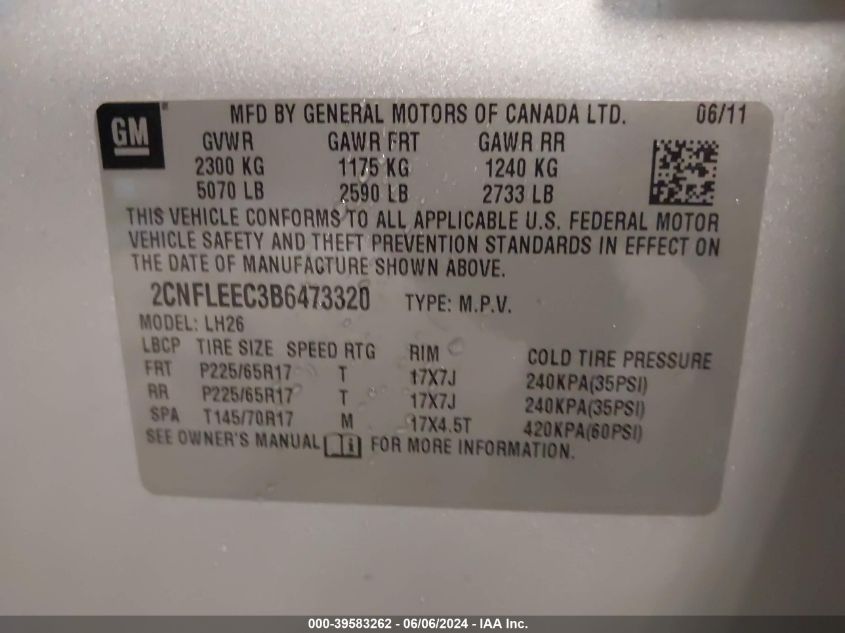 GM
MFD BY GENERAL MOTORS OF CANADA LTD. 06/11
GVWR GAWR FRT GAWR RR
2300 KG 1175 KG 1240 KG
5070 LB 2590 LB 2733 LB
THIS VEHICLE CONFORMS TO ALL APPLICABLE U.S. FEDERAL MOTOR
VEHICLE SAFETY AND THEFT PREVENTION STANDARDS IN EFFECT ON
THE DATE OF MANUFACTURE SHOWN ABOVE.
2CNFLEEC3B6473320 TYPE: M.P.V.
MODEL: LH26
LBCP TIRE SIZE SPEED RTG RIM COLD TIRE PRESSURE
FRT P225/65R17 T 17X7J 240KPA(35PSI)
RR P225/65R17 T 17X7J 240KPA(35PSI)
SPA T145/70R17 M 17X4.5T 420KPA(60PSI)
SEE OWNER'S MANUAL i FOR MORE INFORMATION.
000-39583262 - 06/06/2024 - IAA Inc.